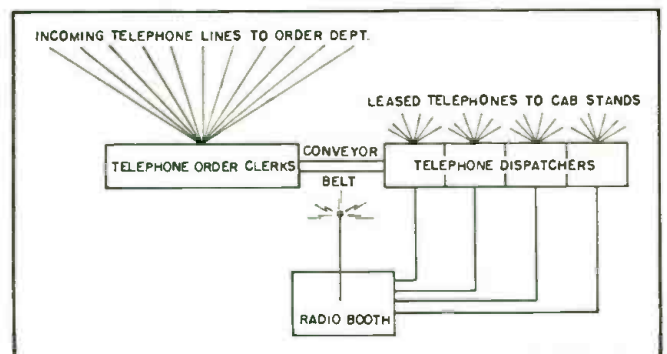 INCOMING TELEPHONE LINES TO ORDER DEPT.
LEASED TELEPHONES TO CAB STANDS
TELEPHONE ORDER CLERKS
CONVEYOR
BELT
TELEPHONE DISPATCHERS
RADIO BOOTH